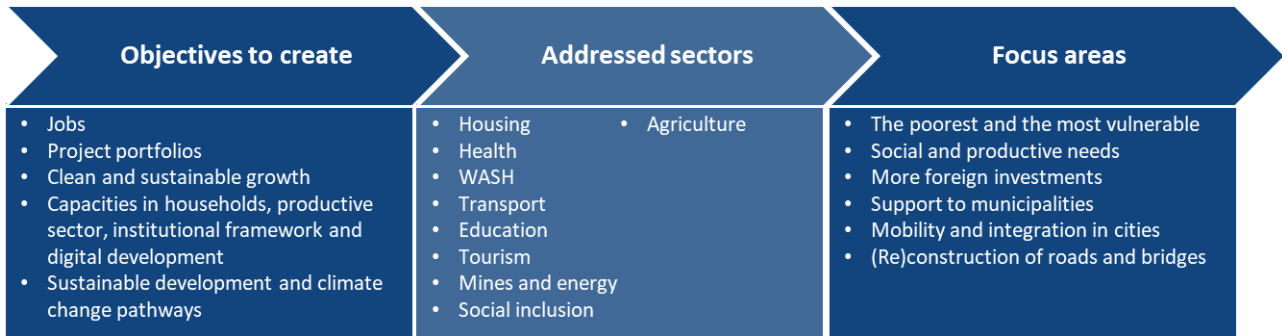 Objectives to create
• Jobs
• Project portfolios
• Clean and sustainable growth
• Capacities in households, productive
sector, institutional framework and
digital development
• Sustainable development and climate
change pathways
Addressed sectors
• Housing
• Health
• WASH
• Transport
• Education
• Tourism
• Mines and energy
• Social inclusion
• Agriculture
Focus areas
• The poorest and the most vulnerable
• Social and productive needs
• More foreign investments
• Support to municipalities
• Mobility and integration in cities
• (Re)construction of roads and bridges